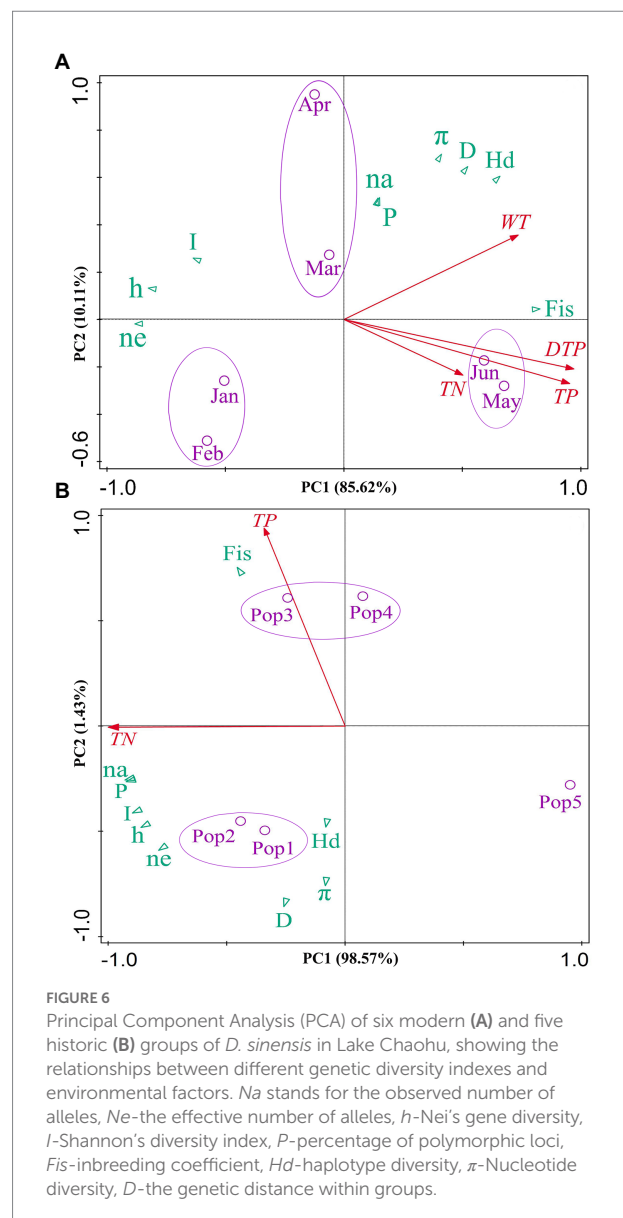 A
1.0
Apr
π
D
Hd
na
P
WT
I
Mar
h
Fis
ne
PC2 (10.11%)
DTP
Jun
TN
TP
May
Jan
Feb
-0.6
-1.0
PC1 (85.62%)
1.0
B
1.0
TP
Fis
Pop3
Pop4
PC2 (1.43%)
TN
na
P
I
h
ne
Pop2
Pop1
Hd
Pop5
π
D
-1.0
-1.0
PC1 (98.57%)
1.0
FIGURE 6
Principal Component Analysis (PCA) of six modern (A) and five
historic (B) groups of D. sinensis in Lake Chaohu, showing the
relationships between different genetic diversity indexes and
environmental factors. Na stands for the observed number of
alleles, Ne-the effective number of alleles, h-Nei's gene diversity,
I-Shannon's diversity index, P-percentage of polymorphic loci,
Fis-inbreeding coefficient, Hd-haplotype diversity, π-Nucleotide
diversity, D-the genetic distance within groups.